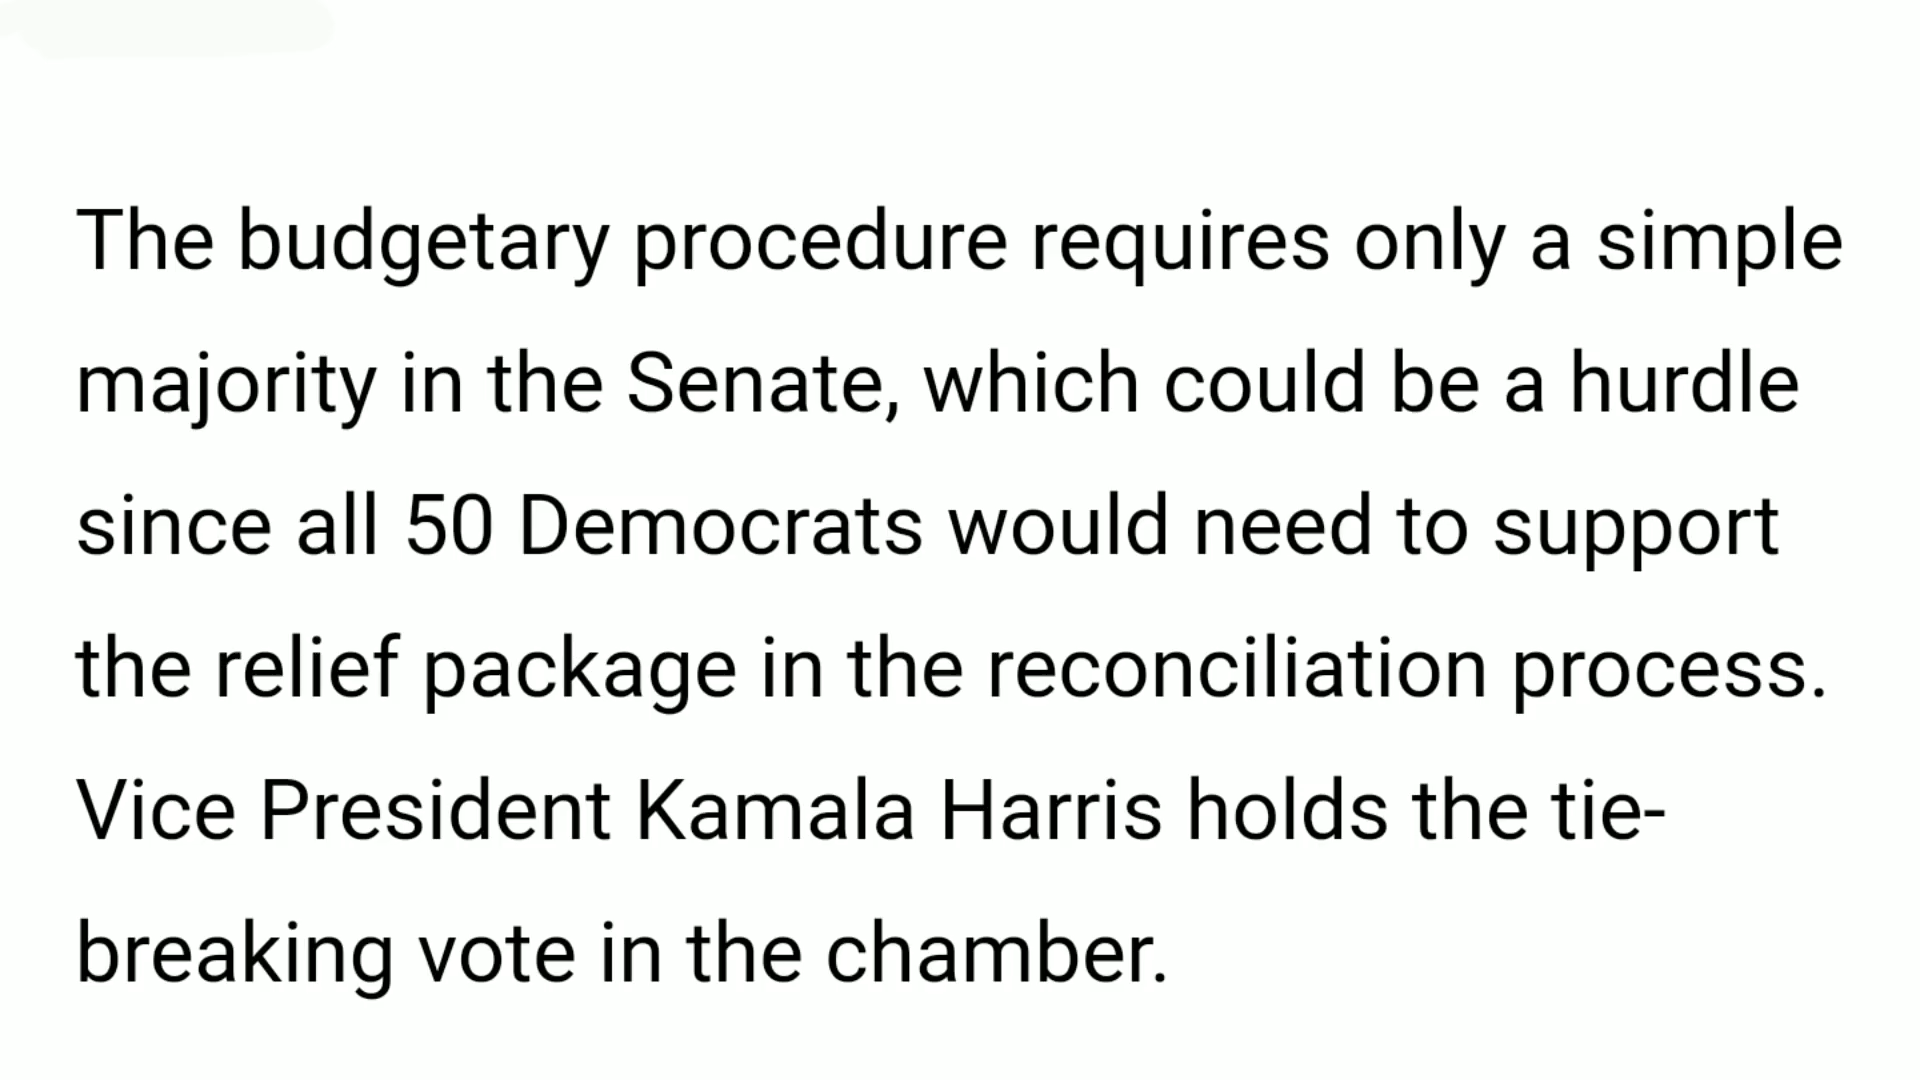 The budgetary procedure requires only a simple
majority in the Senate, which could be a hurdle
since all 50 Democrats would need to support
the relief package in the reconciliation process.
Vice President Kamala Harris holds the tie-
breaking vote in the chamber.